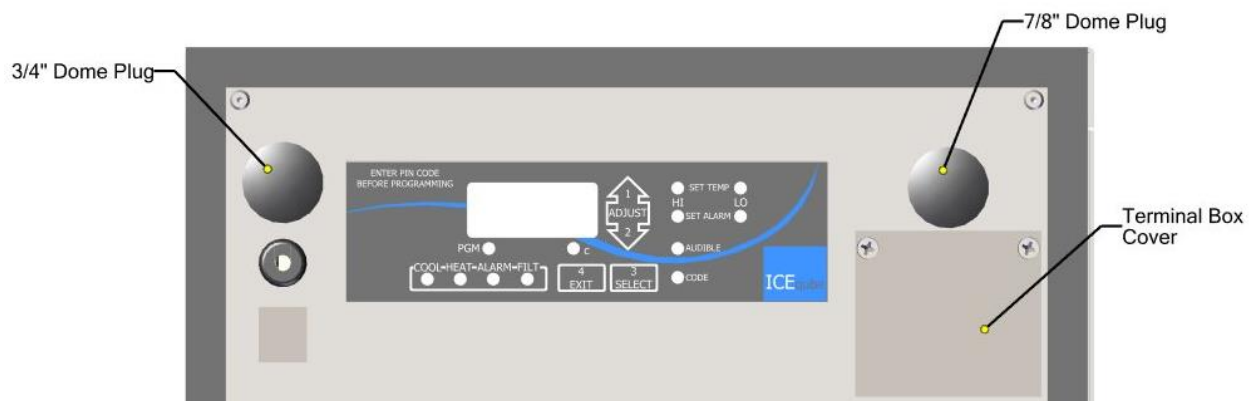 7/8" Dome Plug
3/4" Dome Plug
ENTER PIN CODE
BEFORE PROGRAMMING
1
ADJUST
2
SET TEMP
HI LO
SET ALARM
PGM
c
AUDIBLE
COOL HEAT ALARM FILT
4
EXIT
3
SELECT
CODE
ICEqube
Terminal Box
Cover